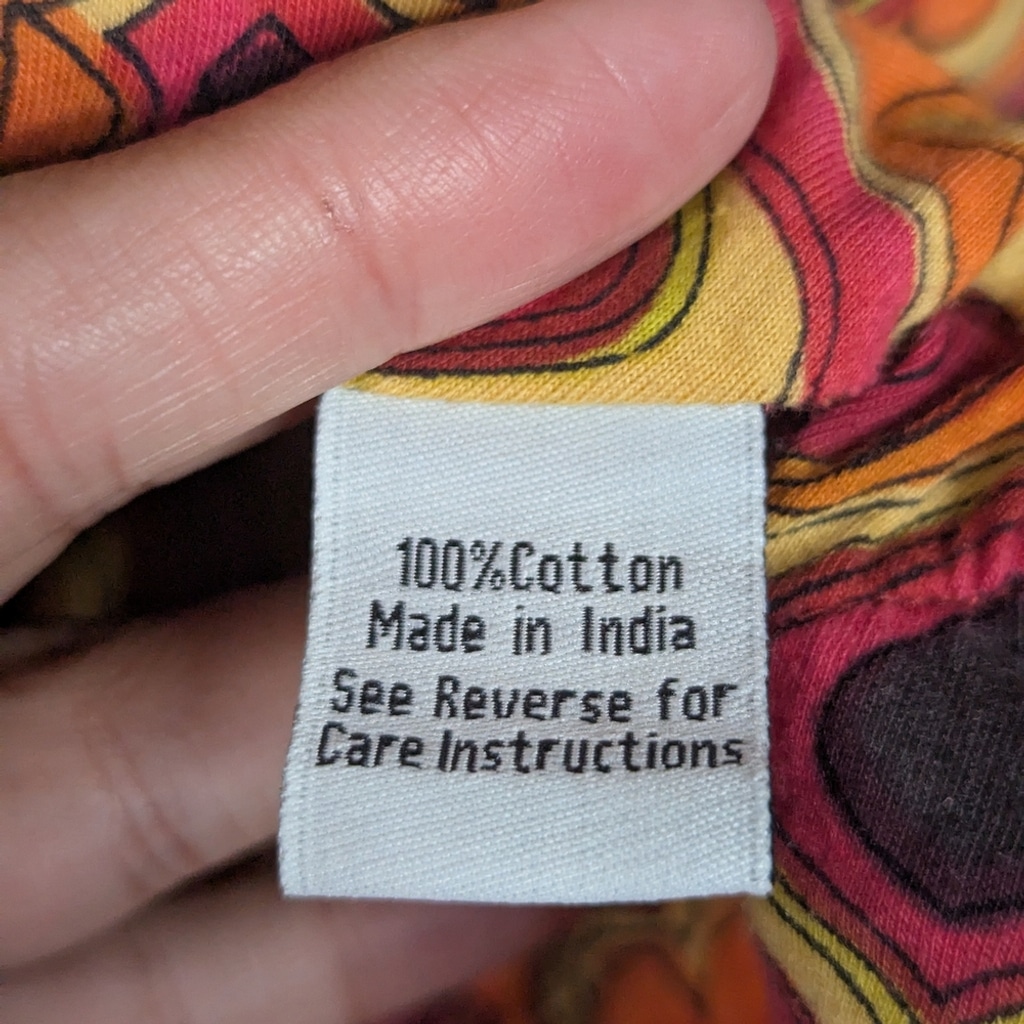 100%Cotton
Made in India
See Reverse for
Care Instructions